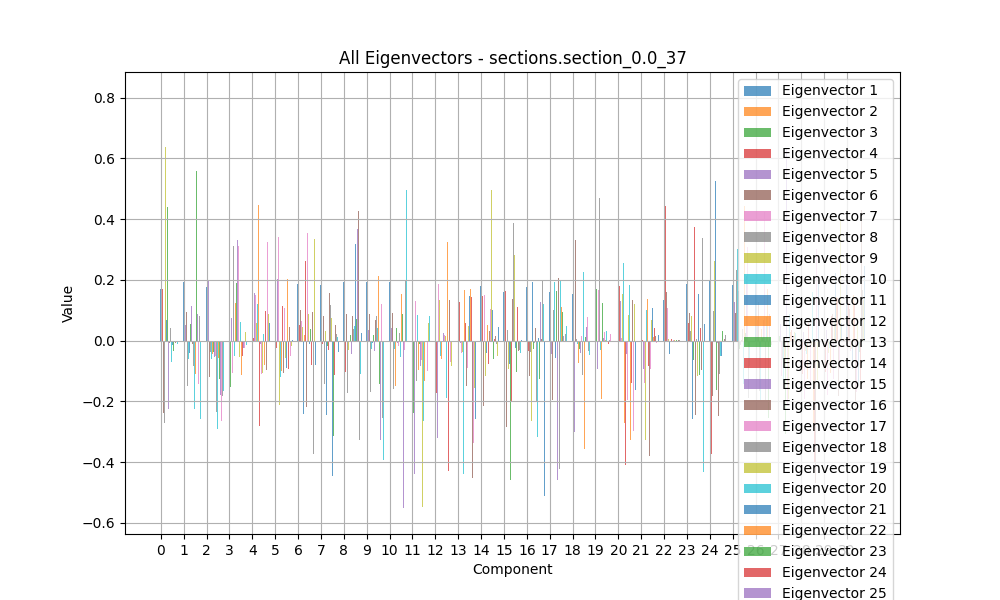 All Eigenvectors - sections.section_0.0_37
Value
0.8
0.6
0.4
0.2
0.0
−0.2
−0.4
−0.6
0 1 2 3 4 5 6 7 8 9 10 11 12 13 14 15 16 17 18 19 20 21 22 23 24 25
Component
Eigenvector 1
Eigenvector 2
Eigenvector 3
Eigenvector 4
Eigenvector 5
Eigenvector 6
Eigenvector 7
Eigenvector 8
Eigenvector 9
Eigenvector 10
Eigenvector 11
Eigenvector 12
Eigenvector 13
Eigenvector 14
Eigenvector 15
Eigenvector 16
Eigenvector 17
Eigenvector 18
Eigenvector 19
Eigenvector 20
Eigenvector 21
Eigenvector 22
Eigenvector 23
Eigenvector 24
Eigenvector 25